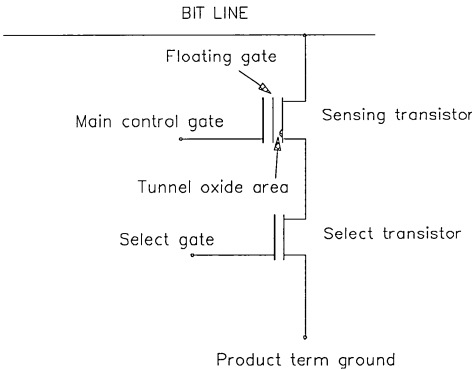 BIT LINE
Floating gate
Main control gate
Sensing transistor
Tunnel oxide area
Select gate
Select transistor
Product term ground